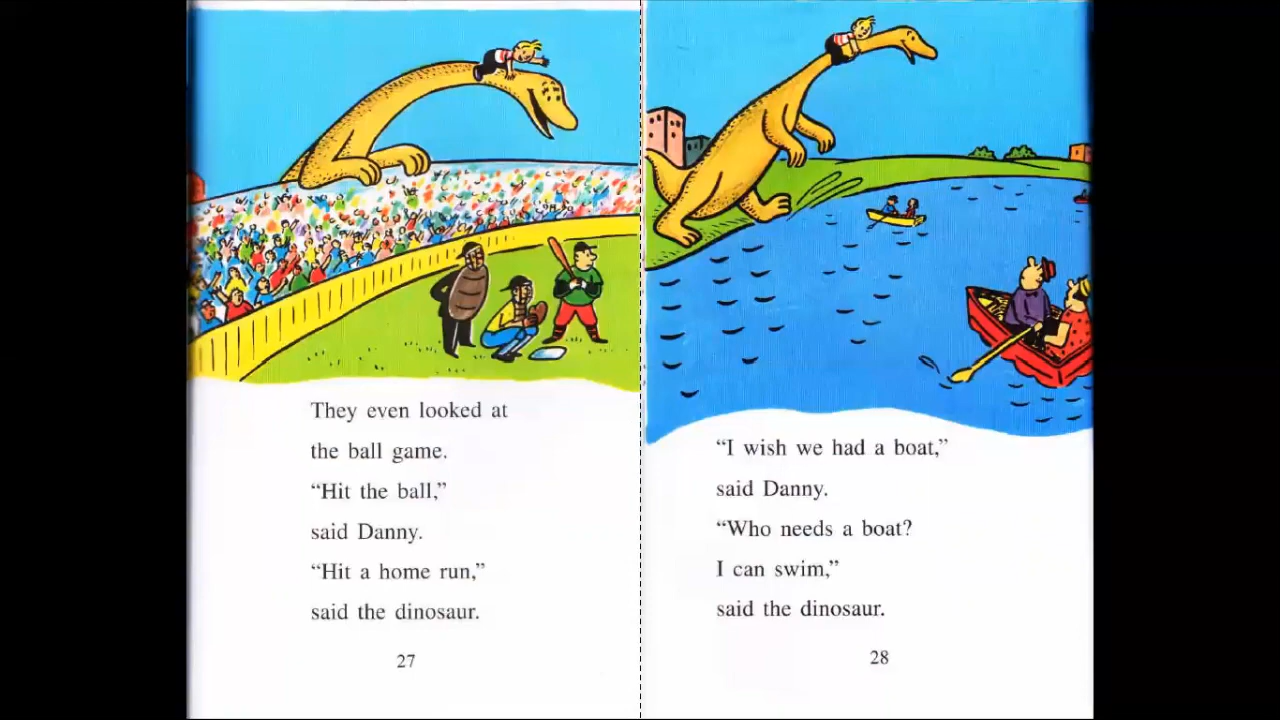 They even looked at
the ball game.
“Hit the ball,”
said Danny.
“Hit a home run,”
said the dinosaur.
27
“I wish we had a boat,”
said Danny.
“Who needs a boat?
I can swim,”
said the dinosaur.
28